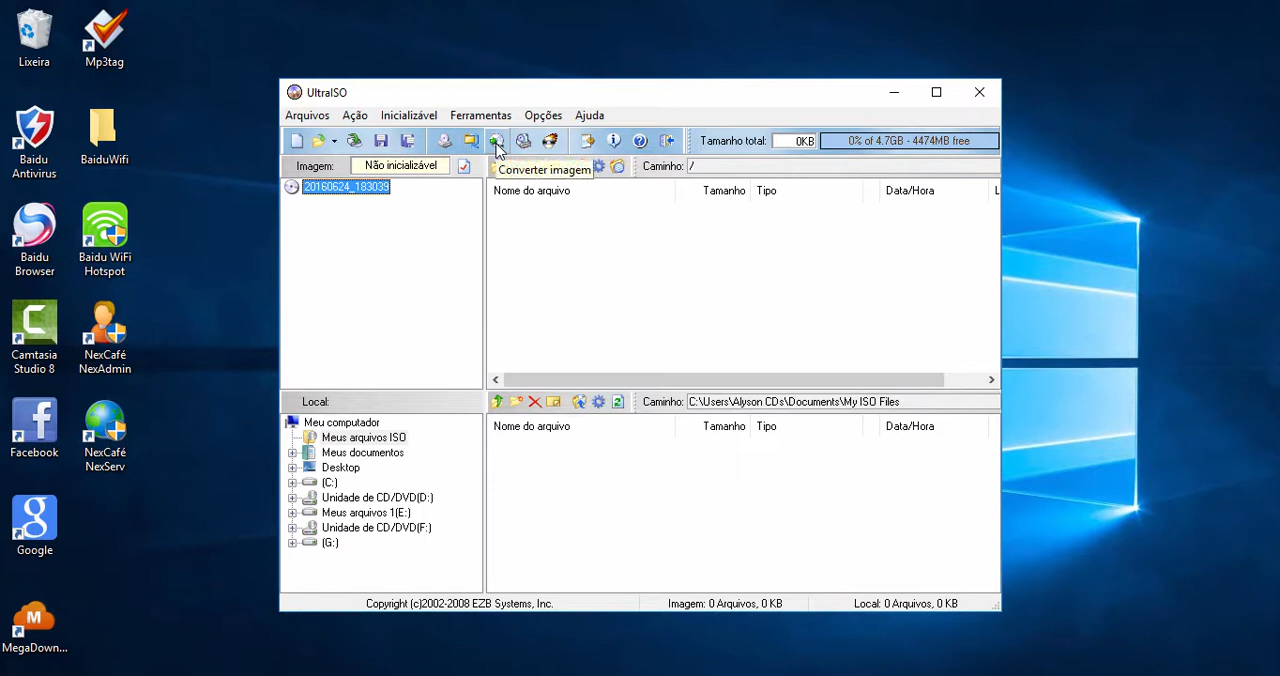 Lixeira
Mp3tag
Baidu
Antivirus
BaiduWifi
Baidu
Browser
Baidu WiFi
Hotspot
Camtasia
Studio 8
NexCafé
NexAdmin
Facebook
NexCafé
NexServ
Google
MegaDown...
UltraISO
Arquivos Ação Inicializável Ferramentas Opções Ajuda
Tamanho total: 0KB 0% of 4.7GB - 4474MB free
Imagem: Não inicializável Caminho: /
Converter imagem
20160624_183039
Nome do arquivo Tamanho Tipo Data/Hora L
Local: Caminho: C:\Users\Alyson CDs\Documents\My ISO Files
Meu computador
Meus arquivos ISO
Meus documentos
Desktop
(C:)
Unidade de CD/DVD(D:)
Meus arquivos 1(E:)
Unidade de CD/DVD(F:)
(G:)
Nome do arquivo Tamanho Tipo Data/Hora
Copyright (c)2002-2008 EZB Systems, Inc. Imagem: 0 Arquivos, 0 KB Local: 0 Arquivos, 0 KB